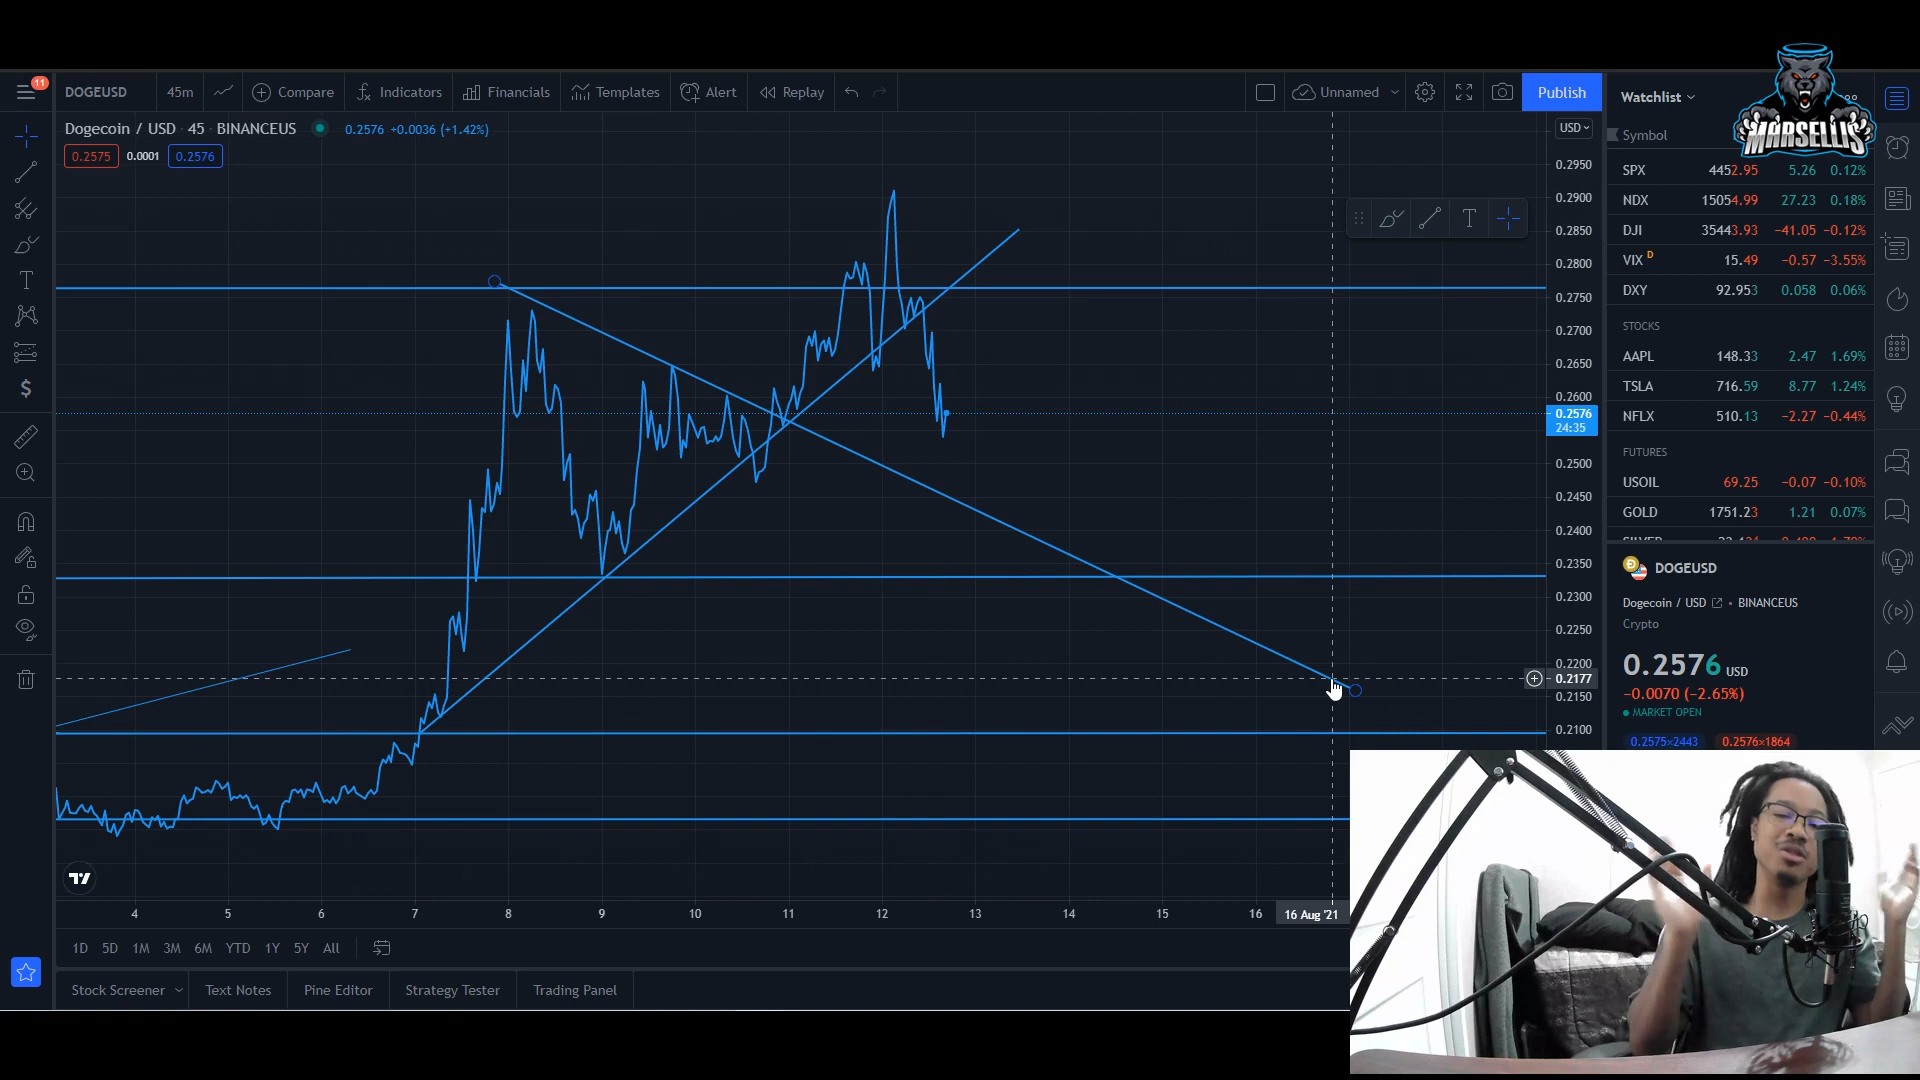 11
DOGEUSD
45m
Compare
Indicators
Financials
Templates
Alert
Replay
Unnamed
Publish
Watchlist
MARSELLIS
Dogecoin / USD · 45 · BINANCEUS
0.2576 +0.0036 (+1.42%)
0.2575
0.0001
0.2576
USD
Symbol
SPX 4452.95 5.26 0.12%
NDX 15054.99 27.23 0.18%
DJI 35443.93 −41.05 −0.12%
VIX D 15.49 −0.57 −3.55%
DXY 92.953 0.058 0.06%
STOCKS
AAPL 148.33 2.47 1.69%
TSLA 716.59 8.77 1.24%
NFLX 510.13 −2.27 −0.44%
FUTURES
USOIL 69.25 −0.07 −0.10%
GOLD 1751.23 1.21 0.07%
0.2950
0.2900
0.2850
0.2800
0.2750
0.2700
0.2650
0.2600
0.2576
24:35
0.2500
0.2450
0.2400
0.2350
0.2300
0.2250
0.2200
0.2177
0.2150
0.2100
T
DOGEUSD
Dogecoin / USD • BINANCEUS
Crypto
0.2576 USD
−0.0070 (−2.65%)
MARKET OPEN
0.2575×2443 0.2576×1864
4 5 6 7 8 9 10 11 12 13 14 15 16 16 Aug '21
1D 5D 1M 3M 6M YTD 1Y 5Y All
Stock Screener
Text Notes
Pine Editor
Strategy Tester
Trading Panel